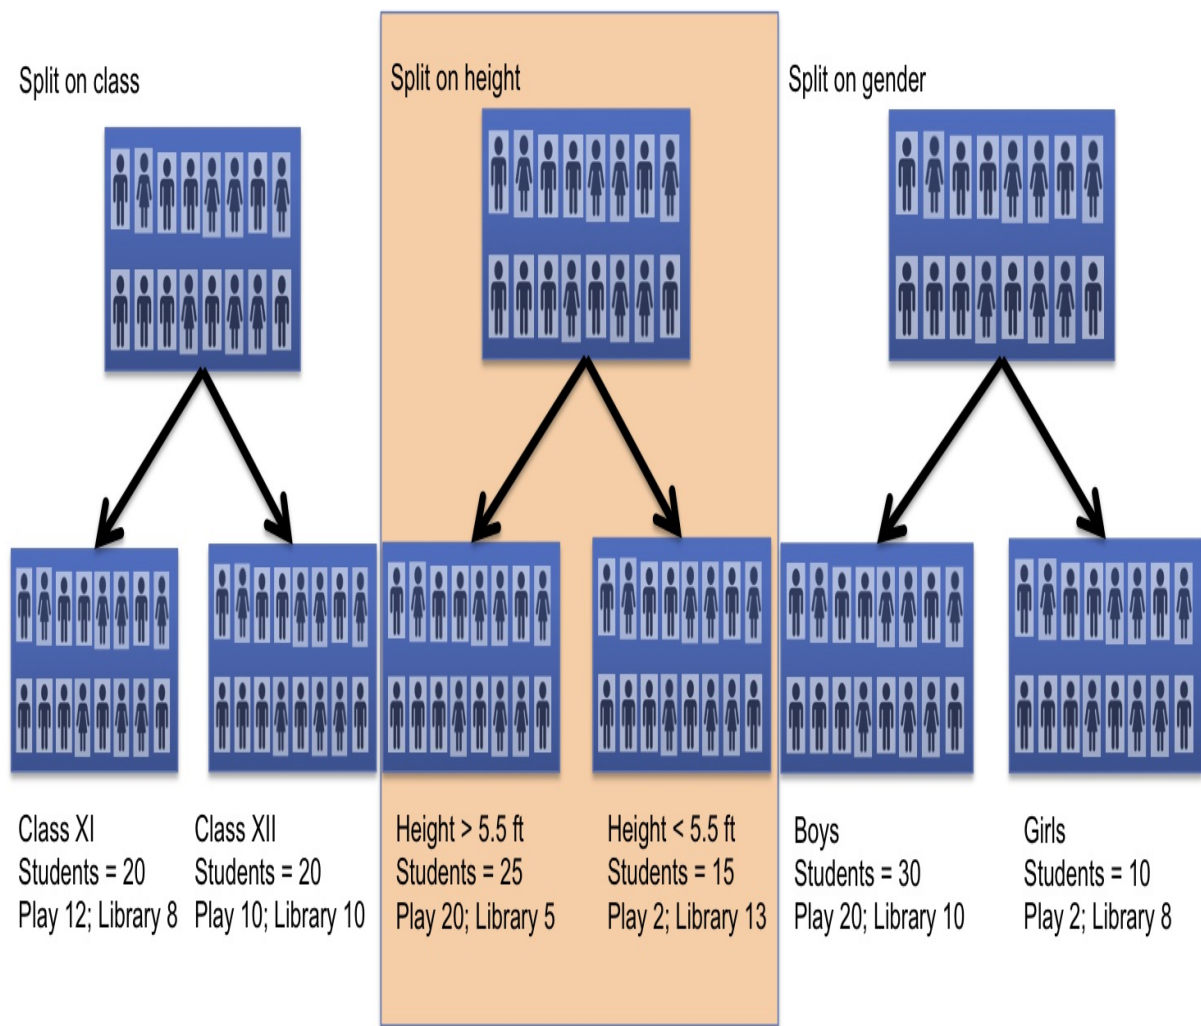 Split on class
Split on height
Split on gender
Class XI
Students = 20
Play 12; Library 8
Class XII
Students = 20
Play 10; Library 10
Height > 5.5 ft
Students = 25
Play 20; Library 5
Height < 5.5 ft
Students = 15
Play 2; Library 13
Boys
Students = 30
Play 20; Library 10
Girls
Students = 10
Play 2; Library 8